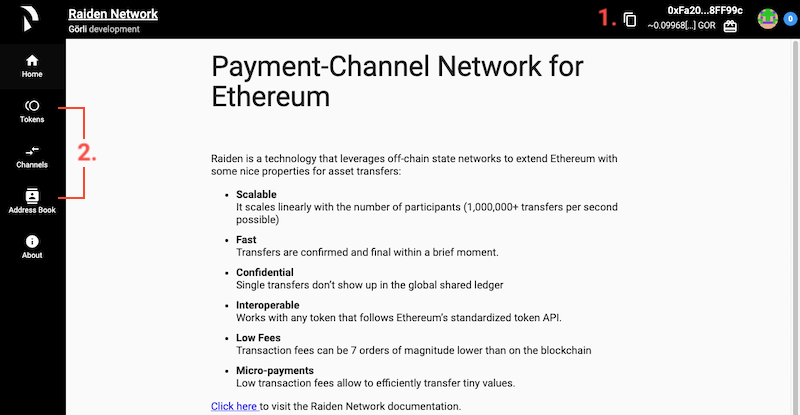 Raiden Network
Görli development
1.
0xFa20...8FF99c
~0.09968[...] GOR
0
Home
Tokens
2.
Channels
Address Book
About
Payment-Channel Network for
Ethereum
Raiden is a technology that leverages off-chain state networks to extend Ethereum with
some nice properties for asset transfers:
• Scalable
It scales linearly with the number of participants (1,000,000+ transfers per second
possible)
• Fast
Transfers are confirmed and final within a brief moment.
• Confidential
Single transfers don’t show up in the global shared ledger
• Interoperable
Works with any token that follows Ethereum’s standardized token API.
• Low Fees
Transaction fees can be 7 orders of magnitude lower than on the blockchain
• Micro-payments
Low transaction fees allow to efficiently transfer tiny values.
Click here to visit the Raiden Network documentation.